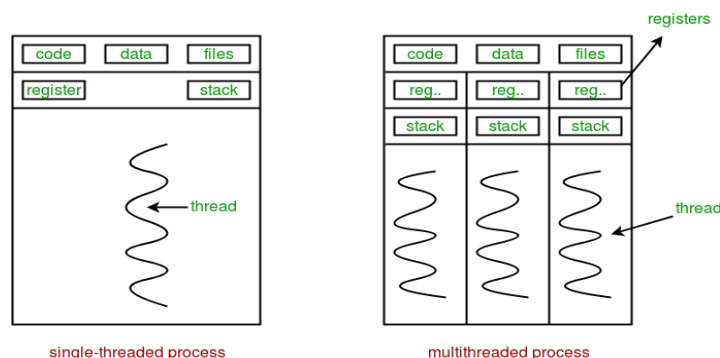 registers
code data files
register stack
thread
single-threaded process
code data files
reg.. reg.. reg..
stack stack stack
thread
multithreaded process